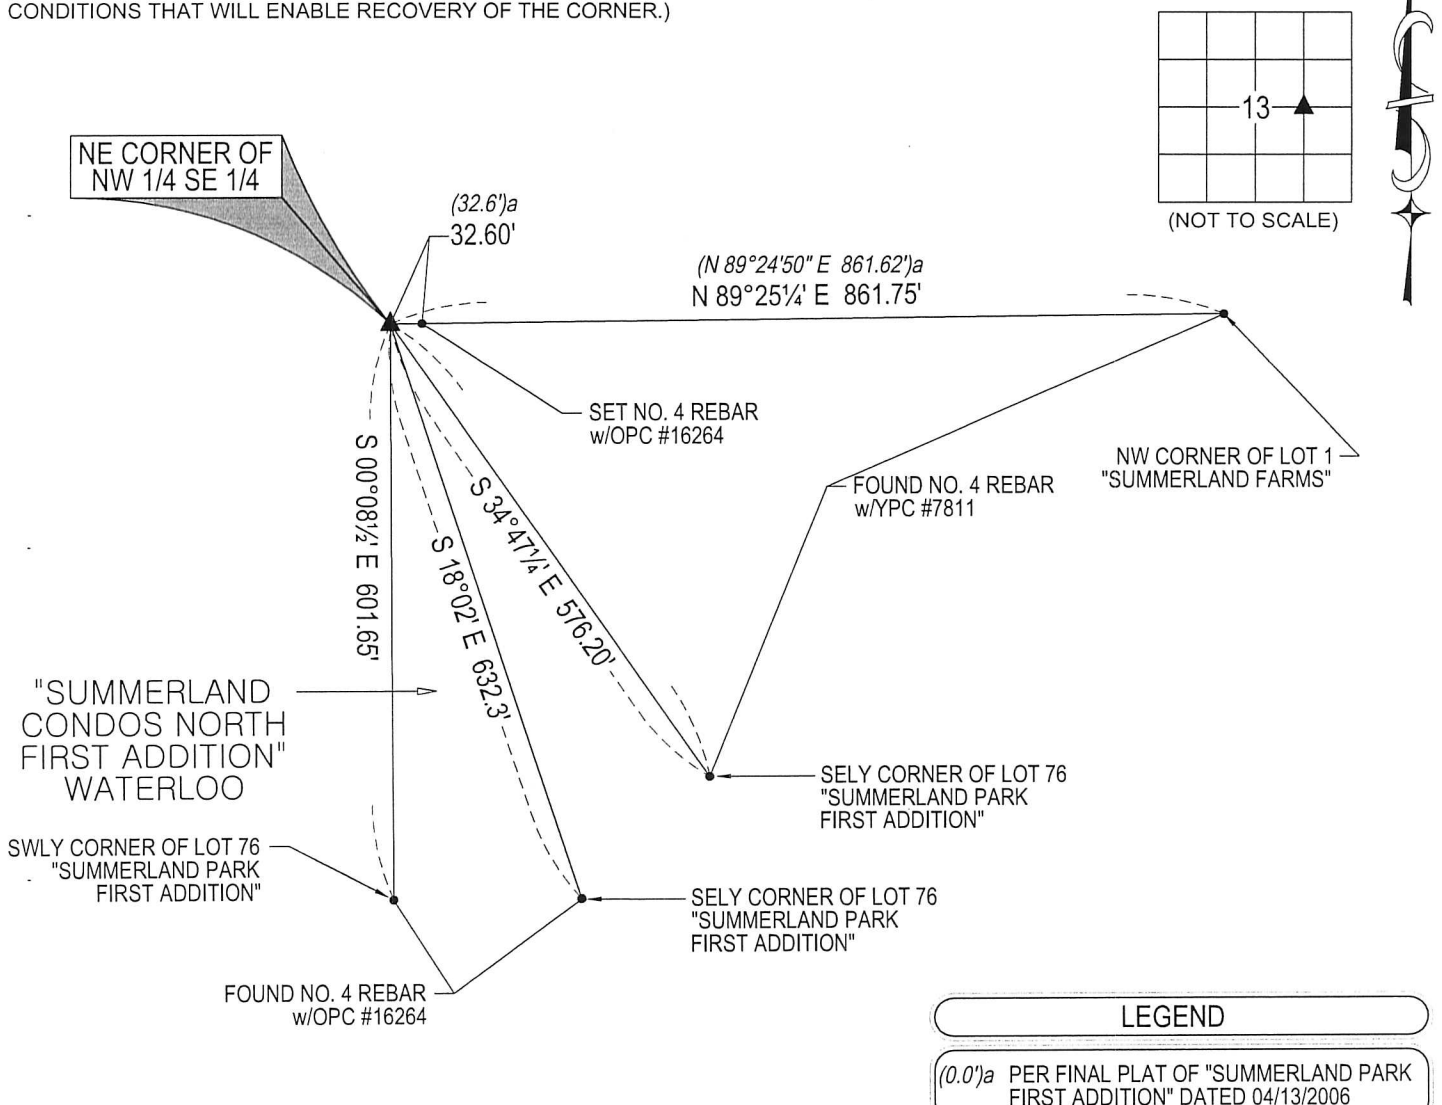 CONDITIONS THAT WILL ENABLE RECOVERY OF THE CORNER.)
13
(NOT TO SCALE)
NE CORNER OF
NW 1/4 SE 1/4
(32.6')a
32.60'
(N 89°24'50" E 861.62')a
N 89°25¼' E 861.75'
SET NO. 4 REBAR
w/OPC #16264
NW CORNER OF LOT 1
"SUMMERLAND FARMS"
FOUND NO. 4 REBAR
w/YPC #7811
S 00°08½' E 601.65'
S 18°02' E 632.3'
S 34°47¼' E 576.20'
"SUMMERLAND
CONDOS NORTH
FIRST ADDITION"
WATERLOO
SELY CORNER OF LOT 76
"SUMMERLAND PARK
FIRST ADDITION"
SWLY CORNER OF LOT 76
"SUMMERLAND PARK
FIRST ADDITION"
SELY CORNER OF LOT 76
"SUMMERLAND PARK
FIRST ADDITION"
FOUND NO. 4 REBAR
w/OPC #16264
LEGEND
(0.0')a PER FINAL PLAT OF "SUMMERLAND PARK
FIRST ADDITION" DATED 04/13/2006